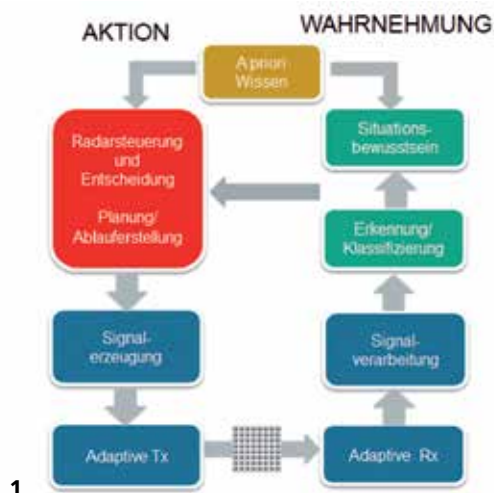 AKTION
WAHRNEHMUNG
A priori
Wissen
Radarsteuerung
und
Entscheidung
Planung/
Ablauferstellung
Situations-
bewusstsein
Erkennung/
Klassifizierung
Signal-
erzeugung
Signal-
verarbeitung
Adaptive Tx
Adaptive Rx
1